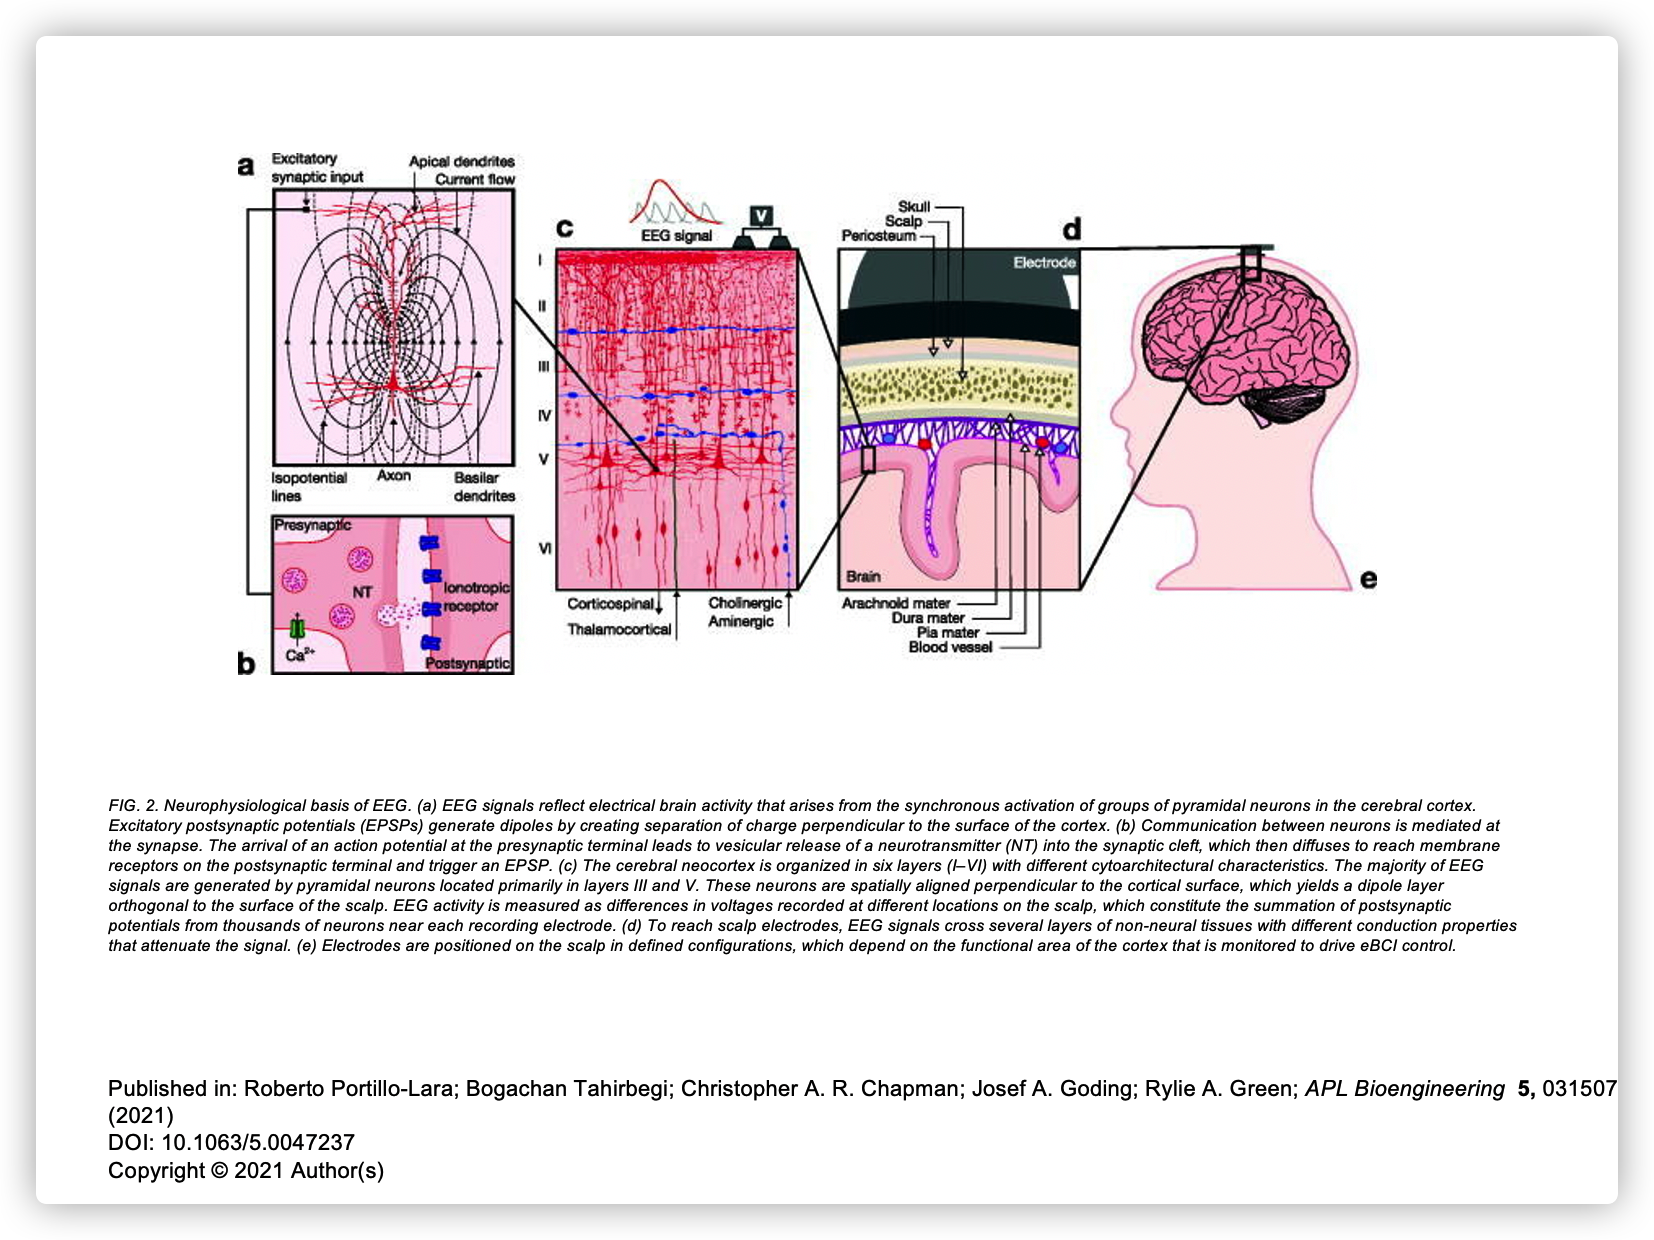 a
Excitatory
synaptic input
Apical dendrites
Current flow
Isopotential
lines
Axon
Basilar
dendrites
Presynaptic
NT
Ionotropic
receptor
Ca²⁺
Postsynaptic
b
c
EEG signal
V
I
II
III
IV
V
VI
Corticospinal
Thalamocortical
Cholinergic
Aminergic
d
Skull
Scalp
Periosteum
Electrode
Brain
Arachnoid mater
Dura mater
Pia mater
Blood vessel
e
FIG. 2. Neurophysiological basis of EEG. (a) EEG signals reflect electrical brain activity that arises from the synchronous activation of groups of pyramidal neurons in the cerebral cortex.
Excitatory postsynaptic potentials (EPSPs) generate dipoles by creating separation of charge perpendicular to the surface of the cortex. (b) Communication between neurons is mediated at
the synapse. The arrival of an action potential at the presynaptic terminal leads to vesicular release of a neurotransmitter (NT) into the synaptic cleft, which then diffuses to reach membrane
receptors on the postsynaptic terminal and trigger an EPSP. (c) The cerebral neocortex is organized in six layers (I–VI) with different cytoarchitectural characteristics. The majority of EEG
signals are generated by pyramidal neurons located primarily in layers III and V. These neurons are spatially aligned perpendicular to the cortical surface, which yields a dipole layer
orthogonal to the surface of the scalp. EEG activity is measured as differences in voltages recorded at different locations on the scalp, which constitute the summation of postsynaptic
potentials from thousands of neurons near each recording electrode. (d) To reach scalp electrodes, EEG signals cross several layers of non-neural tissues with different conduction properties
that attenuate the signal. (e) Electrodes are positioned on the scalp in defined configurations, which depend on the functional area of the cortex that is monitored to drive eBCI control.
Published in: Roberto Portillo-Lara; Bogachan Tahirbegi; Christopher A. R. Chapman; Josef A. Goding; Rylie A. Green; APL Bioengineering 5, 031507
(2021)
DOI: 10.1063/5.0047237
Copyright © 2021 Author(s)